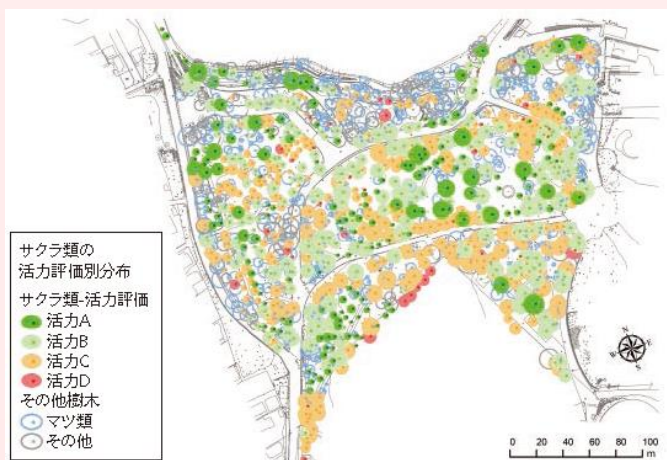 サクラ類の
活力評価別分布
サクラ類-活力評価
活力A
活力B
活力C
活力D
その他樹木
マツ類
その他
N
E
S
W
0 20 40 60 80 100
m